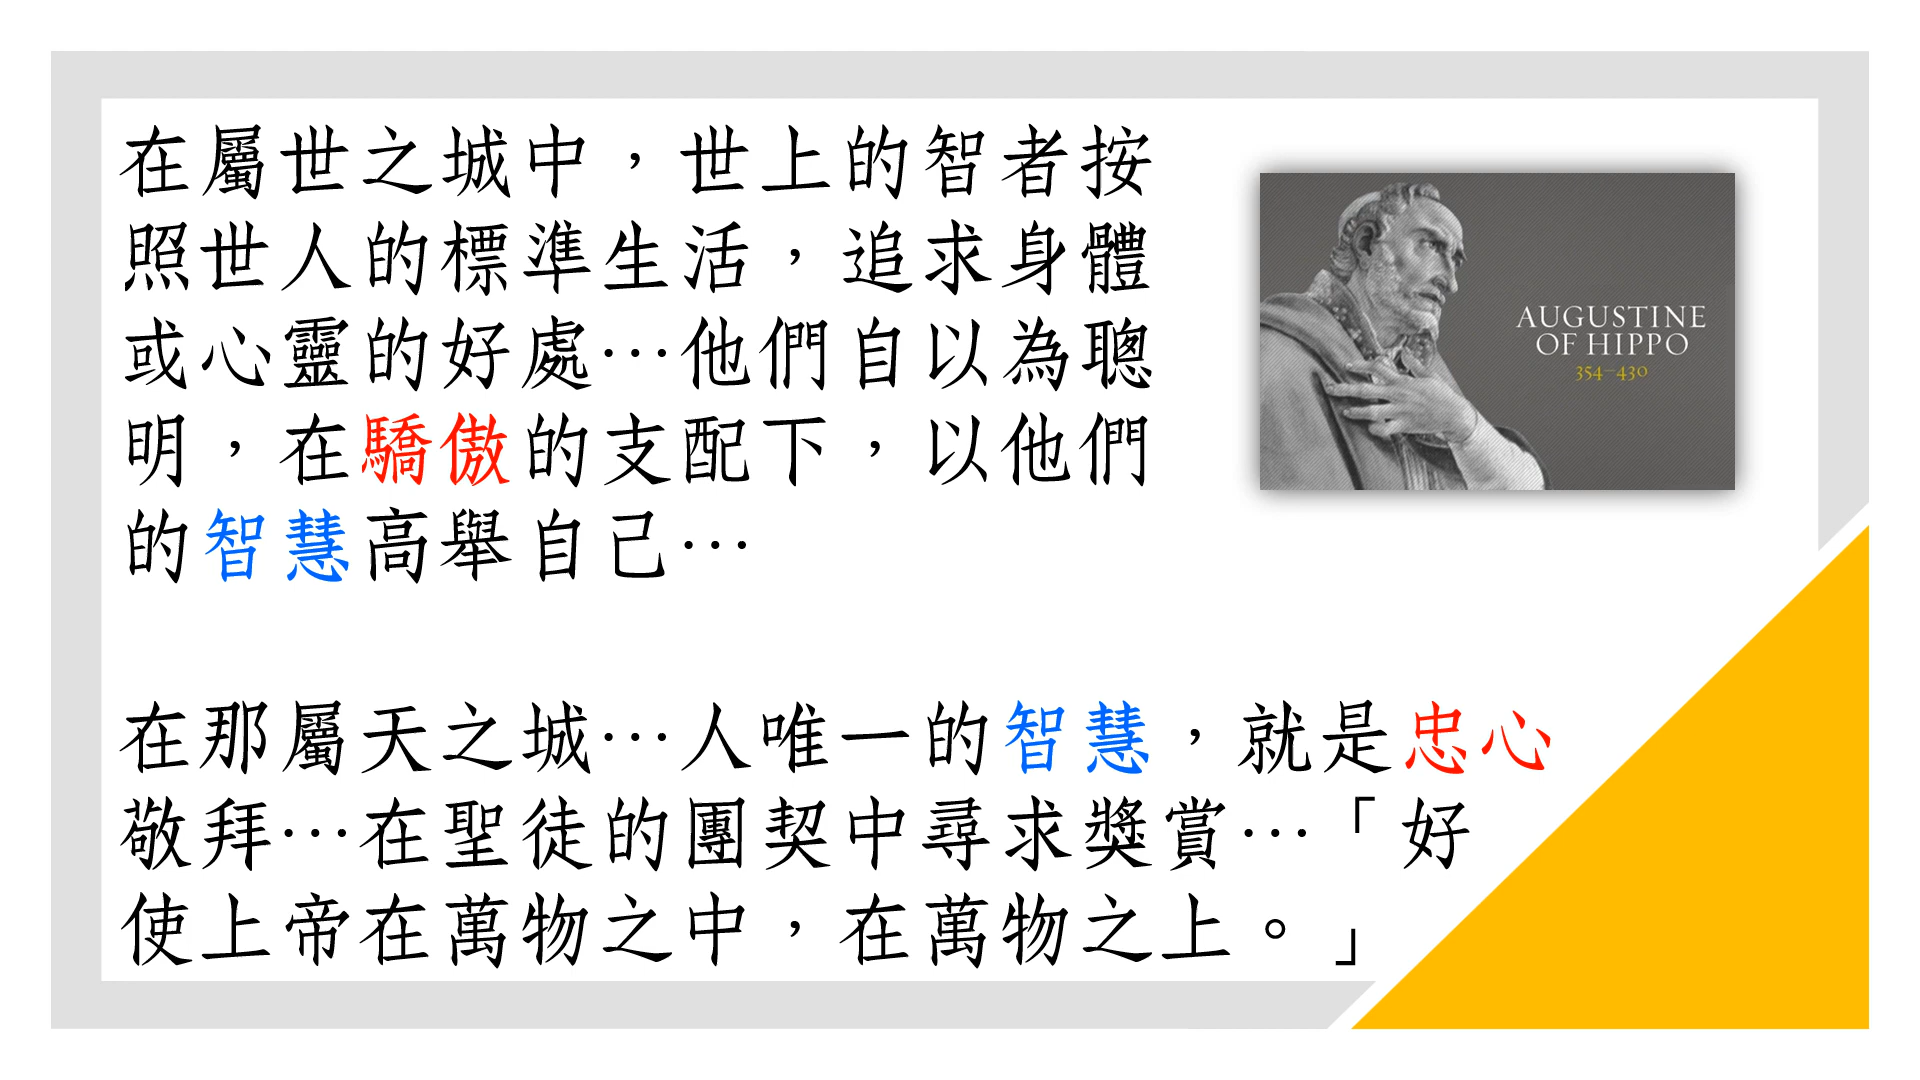 在屬世之城中，世上的智者按
照世人的標準生活，追求身體
或心靈的好處…他們自以為聰
明，在驕傲的支配下，以他們
的智慧高舉自己…
在那屬天之城…人唯一的智慧，就是忠心
敬拜…在聖徒的團契中尋求獎賞…「好
使上帝在萬物之中，在萬物之上。」
AUGUSTINE
OF HIPPO
354–430